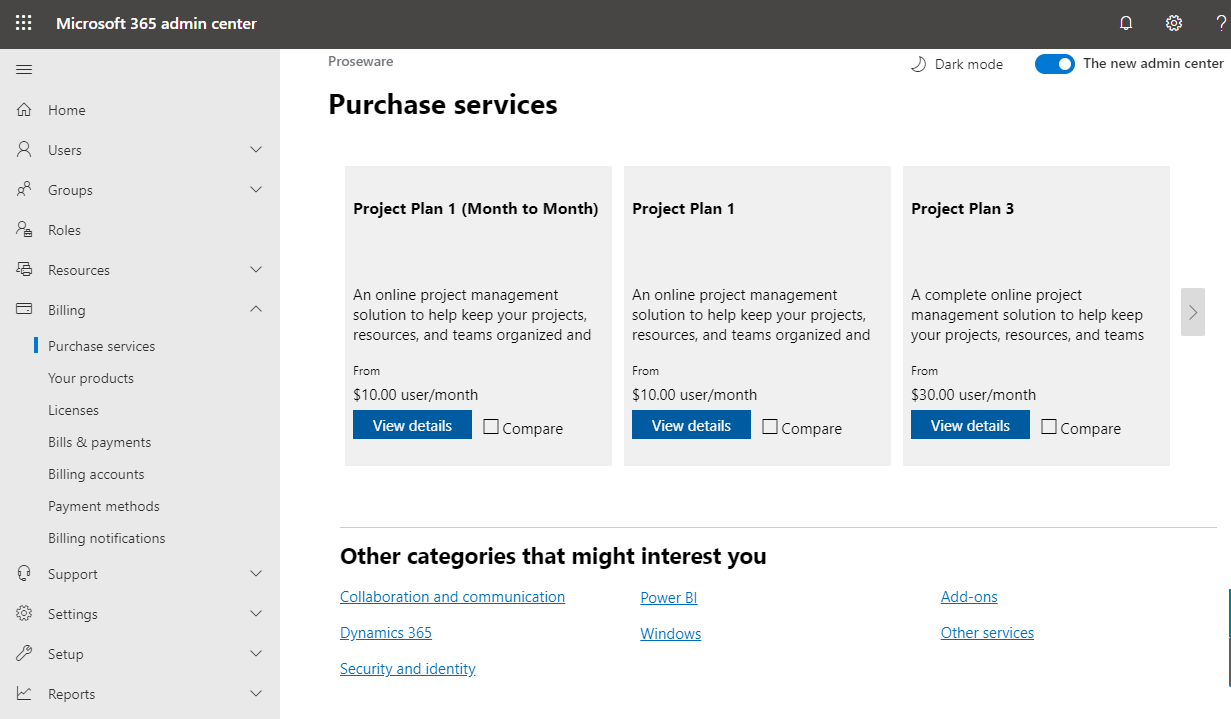 Microsoft 365 admin center
?
Home
Users
Groups
Roles
Resources
Billing
Purchase services
Your products
Licenses
Bills & payments
Billing accounts
Payment methods
Billing notifications
Support
Settings
Setup
Reports
Proseware
Dark mode
The new admin center
Purchase services
Project Plan 1 (Month to Month)
An online project management
solution to help keep your projects,
resources, and teams organized and
From
$10.00 user/month
View details
Compare
Project Plan 1
An online project management
solution to help keep your projects,
resources, and teams organized and
From
$10.00 user/month
View details
Compare
Project Plan 3
A complete online project
management solution to help keep
your projects, resources, and teams
From
$30.00 user/month
View details
Compare
Other categories that might interest you
Collaboration and communication
Power BI
Add-ons
Dynamics 365
Windows
Other services
Security and identity